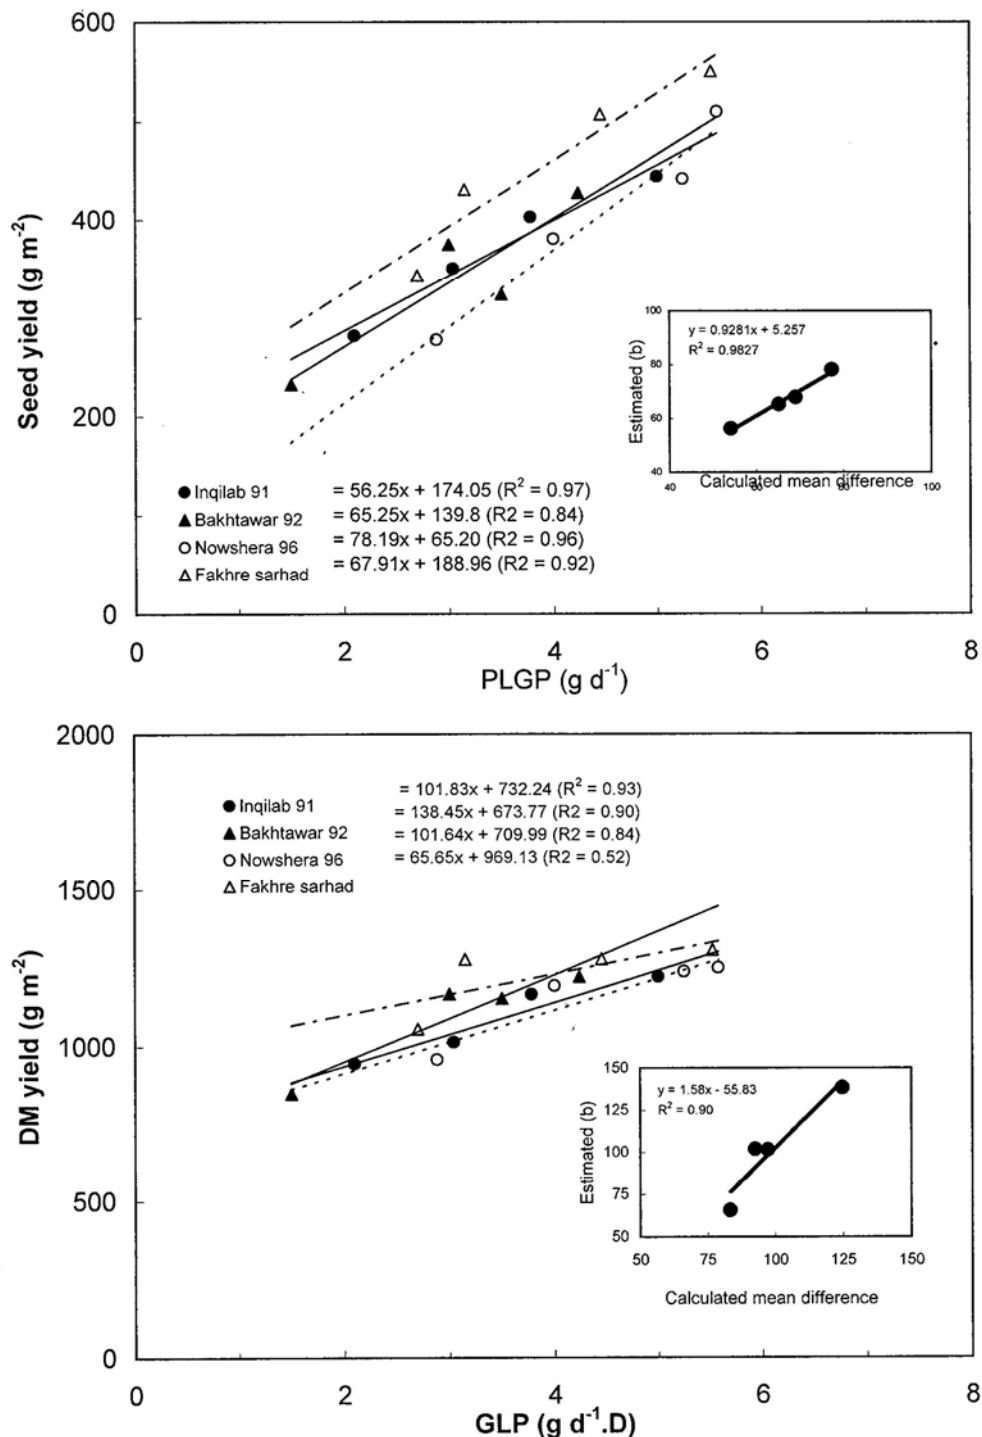 600
400
200
0
Seed yield (g m⁻²)
100
80
60
40
Estimated (b)
y = 0.9281x + 5.257
R² = 0.9827
40 60 80 100
Calculated mean difference
● Inqilab 91 = 56.25x + 174.05 (R² = 0.97)
▲ Bakhtawar 92 = 65.25x + 139.8 (R2 = 0.84)
○ Nowshera 96 = 78.19x + 65.20 (R2 = 0.96)
△ Fakhre sarhad = 67.91x + 188.96 (R2 = 0.92)
0 2 4 6 8
PLGP (g d⁻¹)
2000
1500
1000
500
0
DM yield (g m⁻²)
● Inqilab 91 = 101.83x + 732.24 (R² = 0.93)
▲ Bakhtawar 92 = 138.45x + 673.77 (R2 = 0.90)
○ Nowshera 96 = 101.64x + 709.99 (R2 = 0.84)
△ Fakhre sarhad = 65.65x + 969.13 (R2 = 0.52)
150
125
100
75
50
Estimated (b)
y = 1.58x - 55.83
R² = 0.90
50 75 100 125 150
Calculated mean difference
0 2 4 6 8
GLP (g d⁻¹.D)